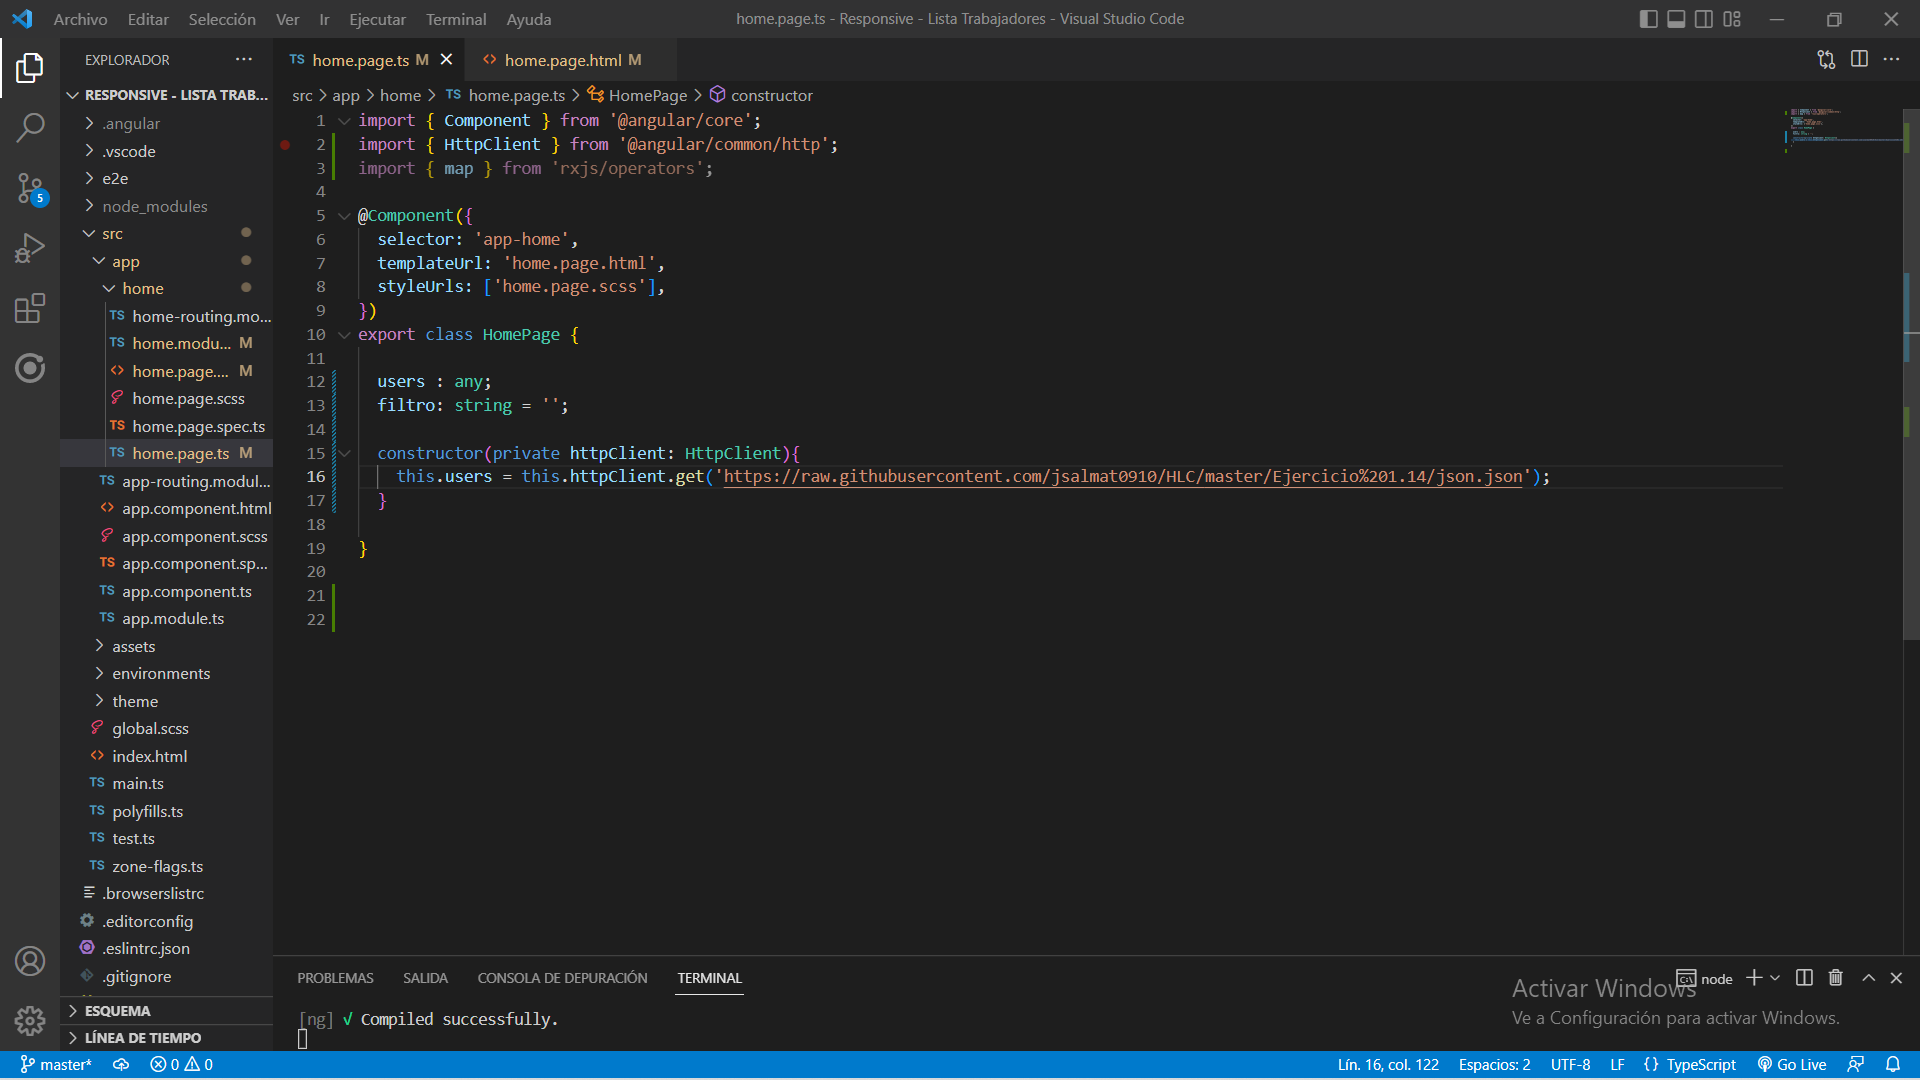 Archivo Editar Selección Ver Ir Ejecutar Terminal Ayuda
home.page.ts - Responsive - Lista Trabajadores - Visual Studio Code
EXPLORADOR ···
RESPONSIVE - LISTA TRAB...
.angular
.vscode
5
e2e
node_modules
src
app
home
TS home-routing.mo...
TS home.modu... M
<> home.page.... M
home.page.scss
TS home.page.spec.ts
TS home.page.ts M
TS app-routing.modul...
<> app.component.html
app.component.scss
TS app.component.sp...
TS app.component.ts
TS app.module.ts
assets
environments
theme
global.scss
<> index.html
TS main.ts
TS polyfills.ts
TS test.ts
TS zone-flags.ts
.browserslistrc
.editorconfig
.eslintrc.json
.gitignore
ESQUEMA
LÍNEA DE TIEMPO
TS home.page.ts M
<> home.page.html M
src > app > home > TS home.page.ts > HomePage > constructor
1 import { Component } from '@angular/core';
2 import { HttpClient } from '@angular/common/http';
3 import { map } from 'rxjs/operators';
4
5 @Component({
6 selector: 'app-home',
7 templateUrl: 'home.page.html',
8 styleUrls: ['home.page.scss'],
9 })
10 export class HomePage {
11
12 users : any;
13 filtro: string = '';
14
15 constructor(private httpClient: HttpClient){
16 this.users = this.httpClient.get('https://raw.githubusercontent.com/jsalmat0910/HLC/master/Ejercicio%201.14/json.json');
17 }
18
19 }
20
21
22
PROBLEMAS SALIDA CONSOLA DE DEPURACIÓN TERMINAL
node
[ng] √ Compiled successfully.
Activar Windows
Ve a Configuración para activar Windows.
master* 0 0
Lín. 16, col. 122 Espacios: 2 UTF-8 LF {} TypeScript Go Live